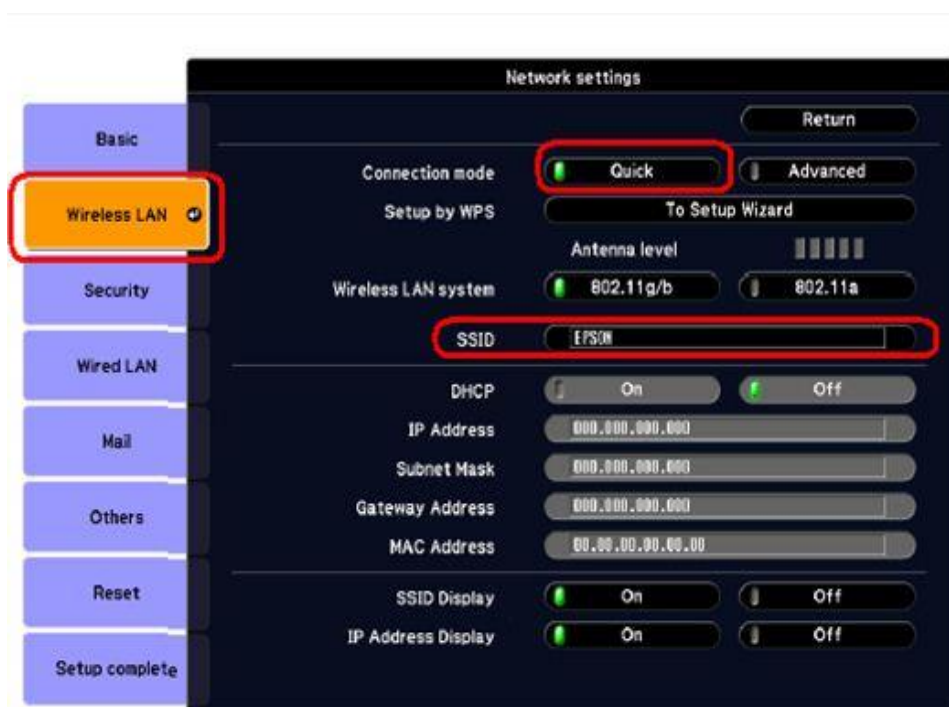 Network settings
Return
Basic
Connection mode Quick Advanced
Wireless LAN
Setup by WPS To Setup Wizard
Antenna level
Security
Wireless LAN system 802.11g/b 802.11a
SSID EPSON
Wired LAN
DHCP On Off
IP Address 000.000.000.000
Mail
Subnet Mask 000.000.000.000
Gateway Address 000.000.000.000
Others
MAC Address 00.00.00.00.00.00
Reset
SSID Display On Off
IP Address Display On Off
Setup complete